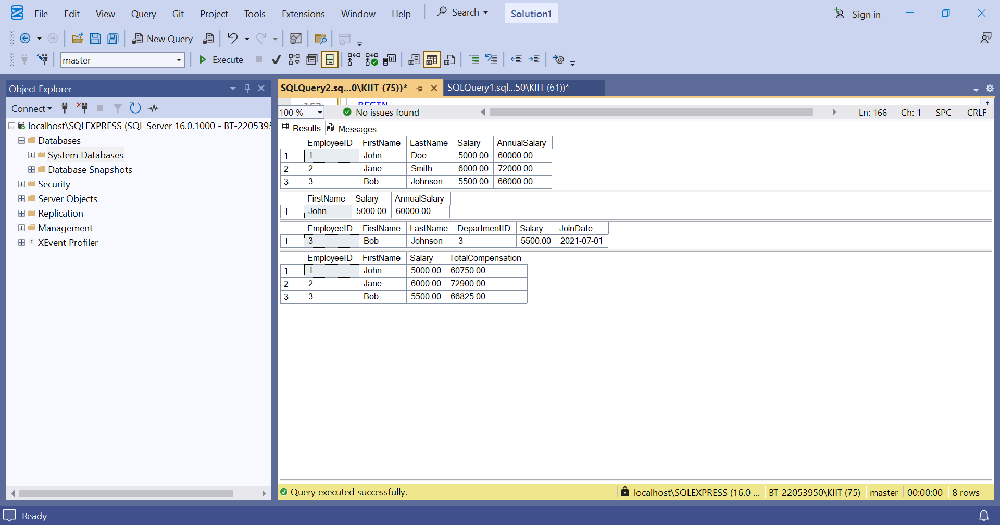 File Edit View Query Git Project Tools Extensions Window Help Search Solution1 Sign in
New Query
master Execute
Object Explorer
Connect
localhost\SQLEXPRESS (SQL Server 16.0.1000 - BT-2205395
Databases
System Databases
Database Snapshots
Security
Server Objects
Replication
Management
XEvent Profiler
SQLQuery2.sq...0\KIIT (75))* SQLQuery1.sql...50\KIIT (61))*
BEGIN
100 % No issues found Ln: 166 Ch: 1 SPC CRLF
Results Messages
EmployeeID FirstName LastName Salary AnnualSalary
1 1 John Doe 5000.00 60000.00
2 2 Jane Smith 6000.00 72000.00
3 3 Bob Johnson 5500.00 66000.00
FirstName Salary AnnualSalary
1 John 5000.00 60000.00
EmployeeID FirstName LastName DepartmentID Salary JoinDate
1 3 Bob Johnson 3 5500.00 2021-07-01
EmployeeID FirstName Salary TotalCompensation
1 1 John 5000.00 60750.00
2 2 Jane 6000.00 72900.00
3 3 Bob 5500.00 66825.00
Query executed successfully. localhost\SQLEXPRESS (16.0 ... BT-22053950\KIIT (75) master 00:00:00 8 rows
Ready